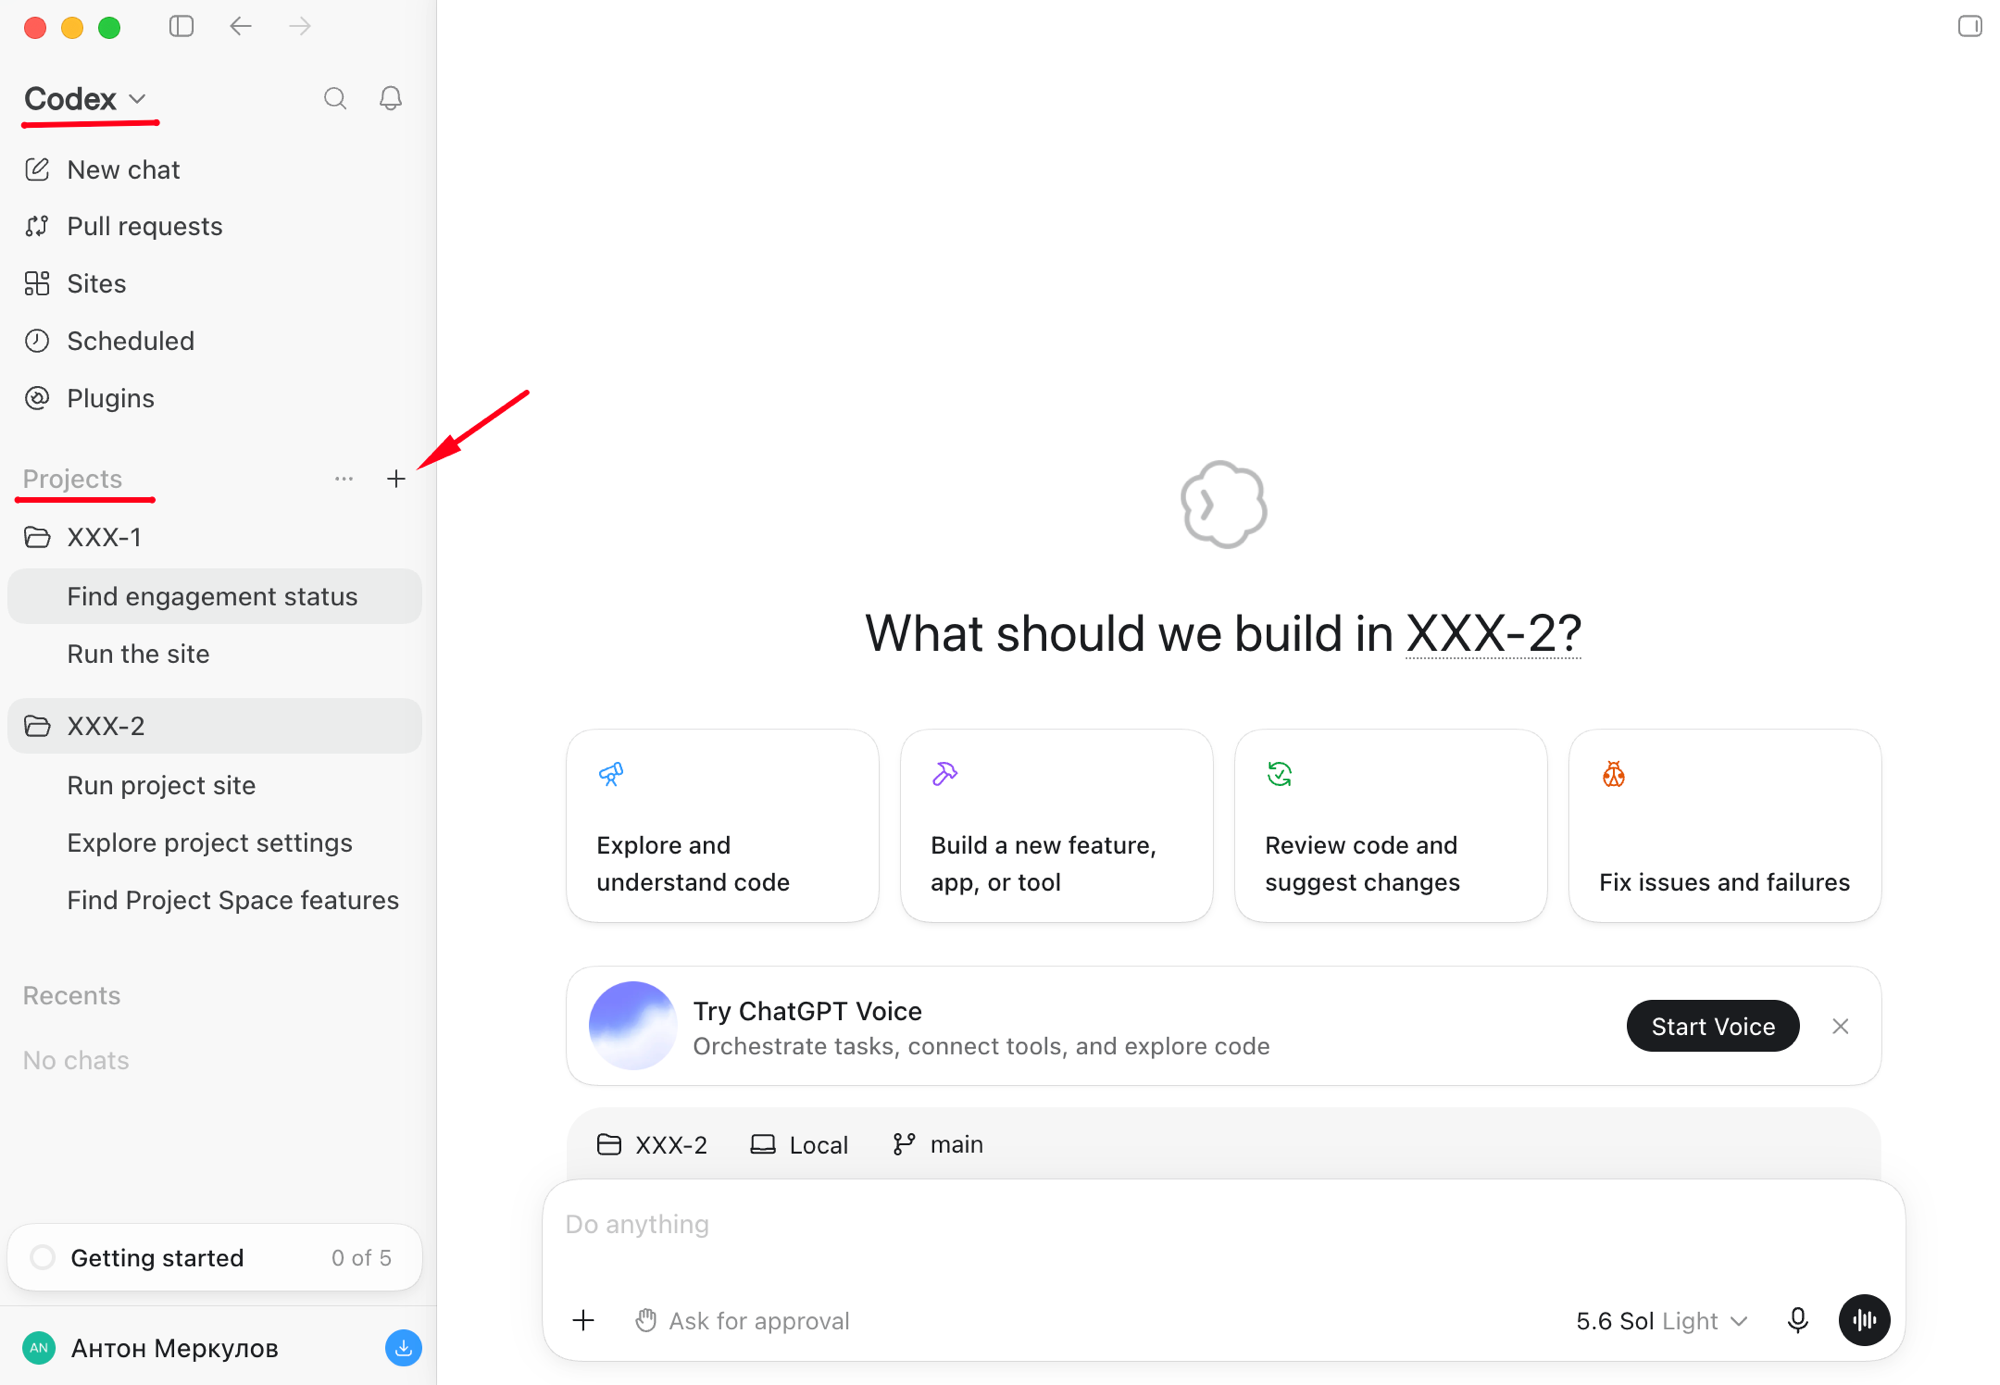 Codex
New chat
Pull requests
Sites
Scheduled
Plugins
Projects
XXX-1
Find engagement status
Run the site
XXX-2
Run project site
Explore project settings
Find Project Space features
Recents
No chats
Getting started 0 of 5
AN Антон Меркулов
What should we build in XXX-2?
Explore and
understand code
Build a new feature,
app, or tool
Review code and
suggest changes
Fix issues and failures
Try ChatGPT Voice
Orchestrate tasks, connect tools, and explore code
Start Voice
XXX-2 Local main
Do anything
Ask for approval
5.6 Sol Light